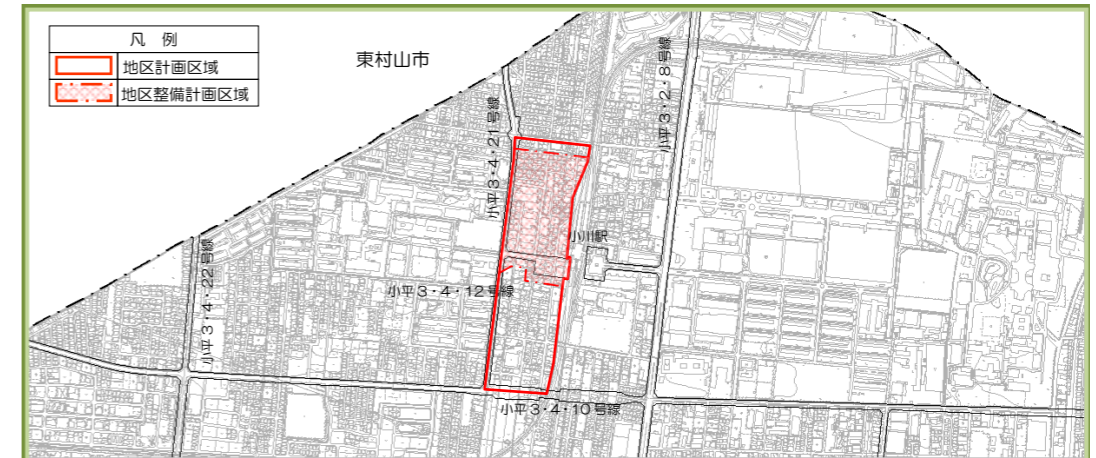 凡 例
地区計画区域
地区整備計画区域
東村山市
小平3・2・8号線
小平3・4・21号線
小川駅
小平3・4・22号線
小平3・4・12号線
小平3・4・10号線